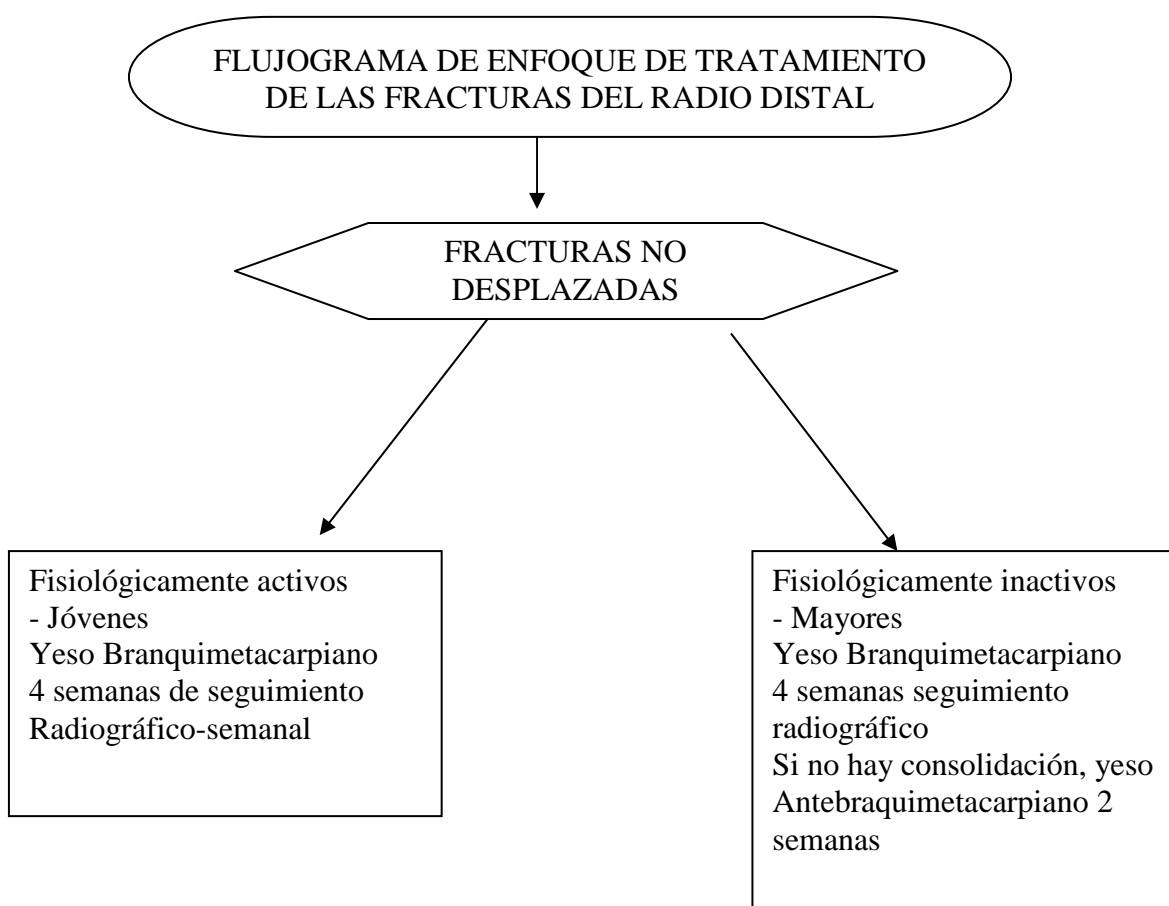 FLUJOGRAMA DE ENFOQUE DE TRATAMIENTO
DE LAS FRACTURAS DEL RADIO DISTAL
FRACTURAS NO
DESPLAZADAS
Fisiológicamente activos
- Jóvenes
Yeso Branquimetacarpiano
4 semanas de seguimiento
Radiográfico-semanal
Fisiológicamente inactivos
- Mayores
Yeso Branquimetacarpiano
4 semanas seguimiento
radiográfico
Si no hay consolidación, yeso
Antebraquimetacarpiano 2
semanas